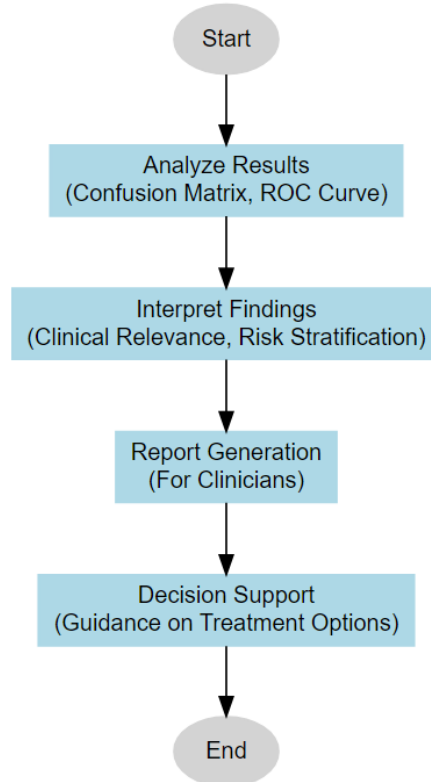 Start
Analyze Results
(Confusion Matrix, ROC Curve)
Interpret Findings
(Clinical Relevance, Risk Stratification)
Report Generation
(For Clinicians)
Decision Support
(Guidance on Treatment Options)
End